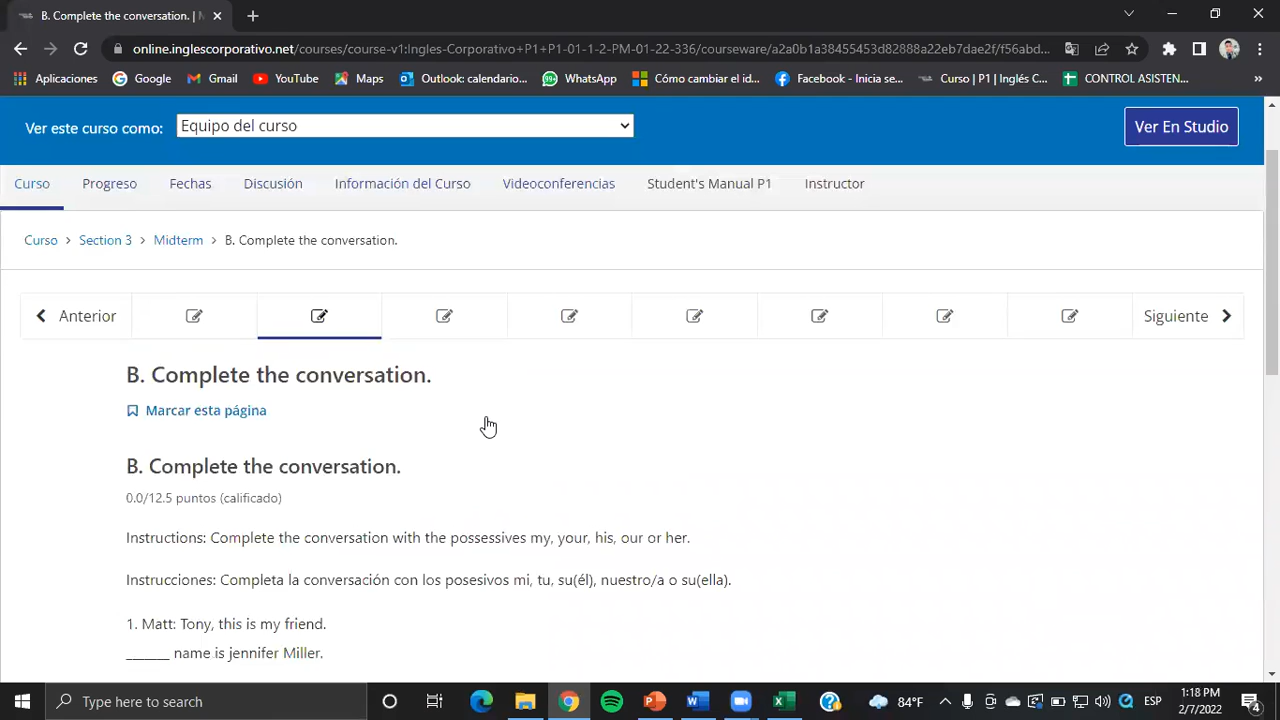 B. Complete the conversation. |
online.inglescorporativo.net/courses/course-v1:Ingles-Corporativo+P1+P1-01-1-2-PM-01-22-336/courseware/a2a0b1a38455453d82888a22eb7dae2f/f56abd...
Aplicaciones Google Gmail YouTube Maps Outlook: calendario... WhatsApp Cómo cambiar el id... Facebook - Inicia se... Curso | P1 | Inglés C... CONTROL ASISTEN... »
Ver este curso como: Equipo del curso Ver En Studio
Curso Progreso Fechas Discusión Información del Curso Videoconferencias Student's Manual P1 Instructor
Curso > Section 3 > Midterm > B. Complete the conversation.
Anterior Siguiente
B. Complete the conversation.
Marcar esta página
B. Complete the conversation.
0.0/12.5 puntos (calificado)
Instructions: Complete the conversation with the possessives my, your, his, our or her.
Instrucciones: Completa la conversación con los posesivos mi, tu, su(él), nuestro/a o su(ella).
1. Matt: Tony, this is my friend.
_______ name is jennifer Miller.
Type here to search 84°F ESP 1:18 PM
2/7/2022 4